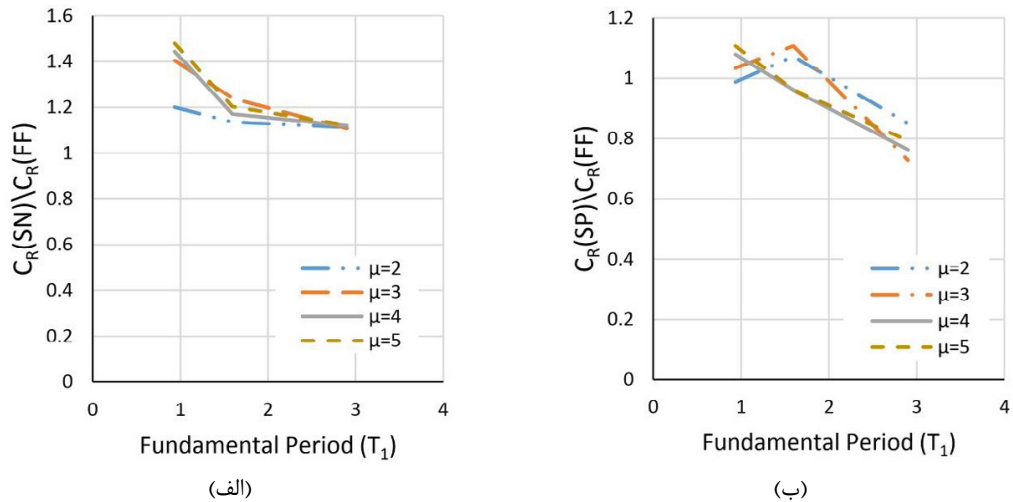 1.6
1.4
1.2
1
0.8
0.6
0.4
0.2
0
C_R(SN)\C_R(FF)
μ=2
μ=3
μ=4
μ=5
0 1 2 3 4
Fundamental Period (T₁)
(الف)
1.2
1
0.8
0.6
0.4
0.2
0
C_R(SP)\C_R(FF)
μ=2
μ=3
μ=4
μ=5
0 1 2 3 4
Fundamental Period (T₁)
(ب)